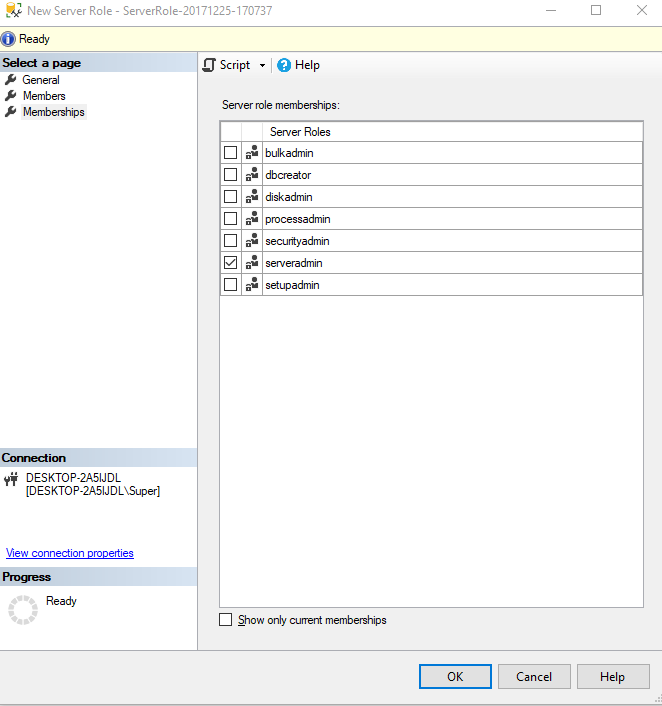 New Server Role - ServerRole-20171225-170737
Ready
Select a page
General
Members
Memberships
Script
Help
Server role memberships:
Server Roles
bulkadmin
dbcreator
diskadmin
processadmin
securityadmin
serveradmin
setupadmin
Connection
DESKTOP-2A5IJDL
[DESKTOP-2A5IJDL\Super]
View connection properties
Progress
Ready
Show only current memberships
OK
Cancel
Help